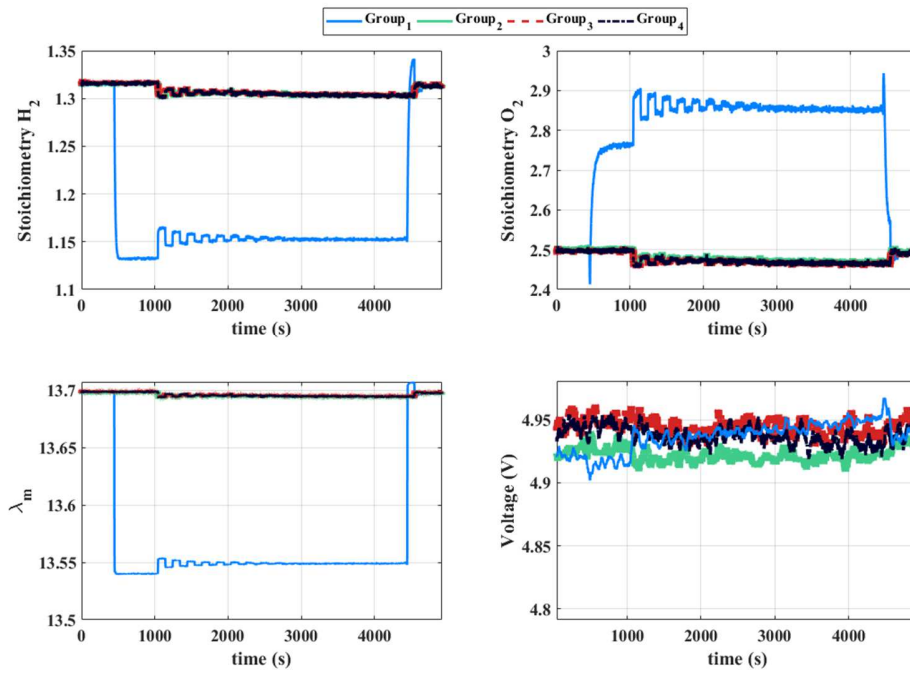 Group1 Group2 Group3 Group4
1.35
1.3
1.25
1.2
1.15
1.1
Stoichiometry H2
0 1000 2000 3000 4000
time (s)
3
2.9
2.8
2.7
2.6
2.5
2.4
Stoichiometry O2
0 1000 2000 3000 4000
time (s)
13.7
13.65
13.6
13.55
13.5
λm
0 1000 2000 3000 4000
time (s)
4.95
4.9
4.85
4.8
Voltage (V)
1000 2000 3000 4000
time (s)